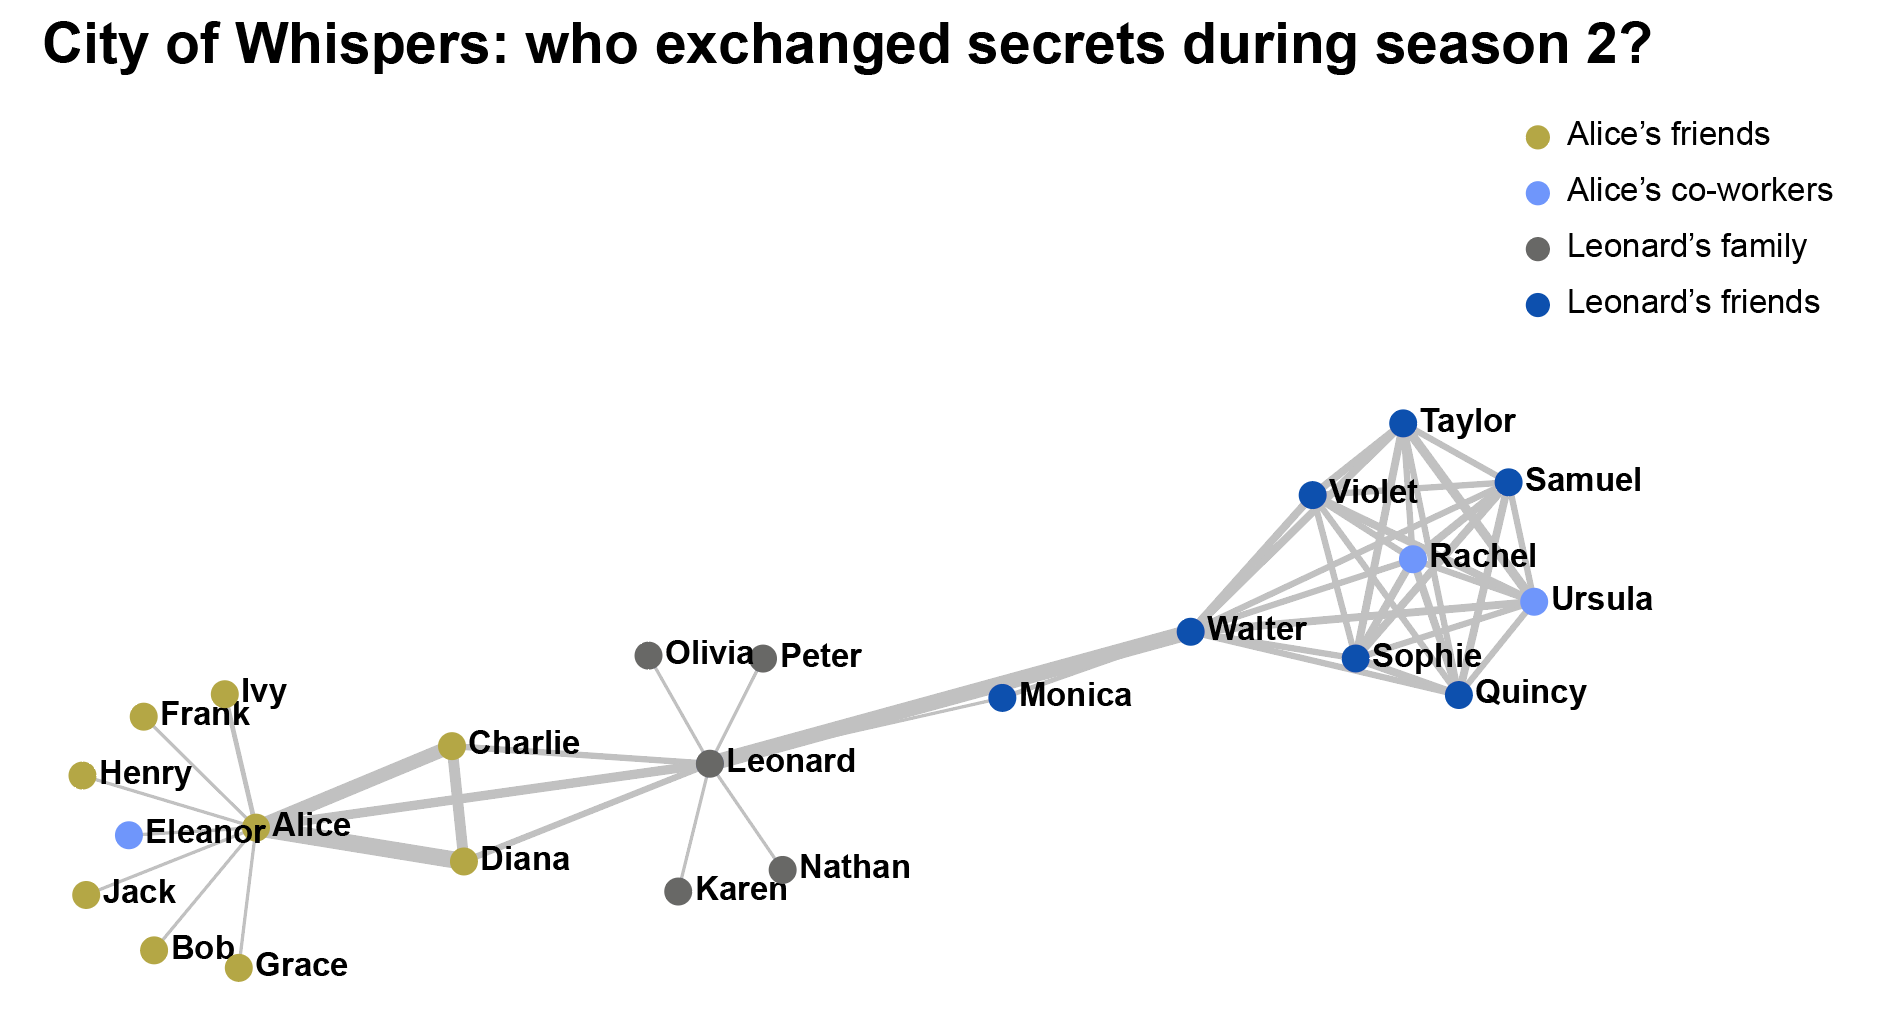 City of Whispers: who exchanged secrets during season 2?
Alice’s friends
Alice’s co-workers
Leonard’s family
Leonard’s friends
Taylor
Samuel
Violet
Rachel
Ursula
Walter
Sophie
Quincy
Olivia
Peter
Monica
Ivy
Frank
Charlie
Leonard
Henry
Eleanor
Alice
Diana
Nathan
Karen
Jack
Bob
Grace